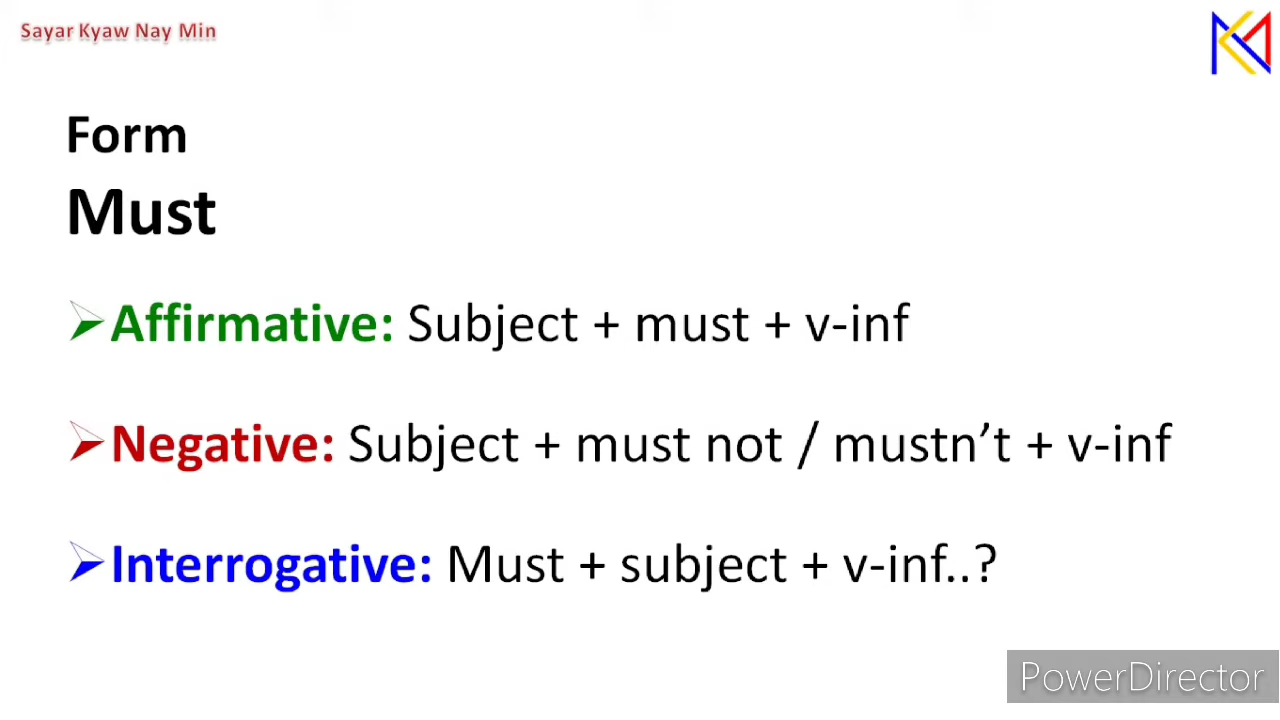 Sayar Kyaw Nay Min
Form
Must
Affirmative: Subject + must + v-inf
Negative: Subject + must not / mustn’t + v-inf
Interrogative: Must + subject + v-inf..?
PowerDirector